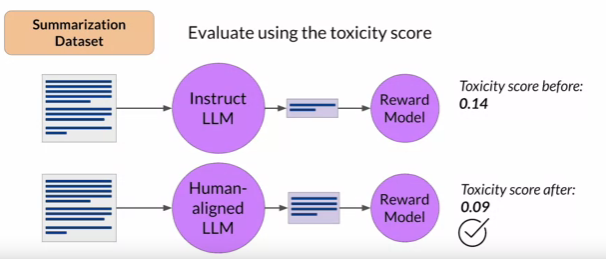 Summarization
Dataset
Evaluate using the toxicity score
Instruct
LLM
Reward
Model
Toxicity score before:
0.14
Human-
aligned
LLM
Reward
Model
Toxicity score after:
0.09